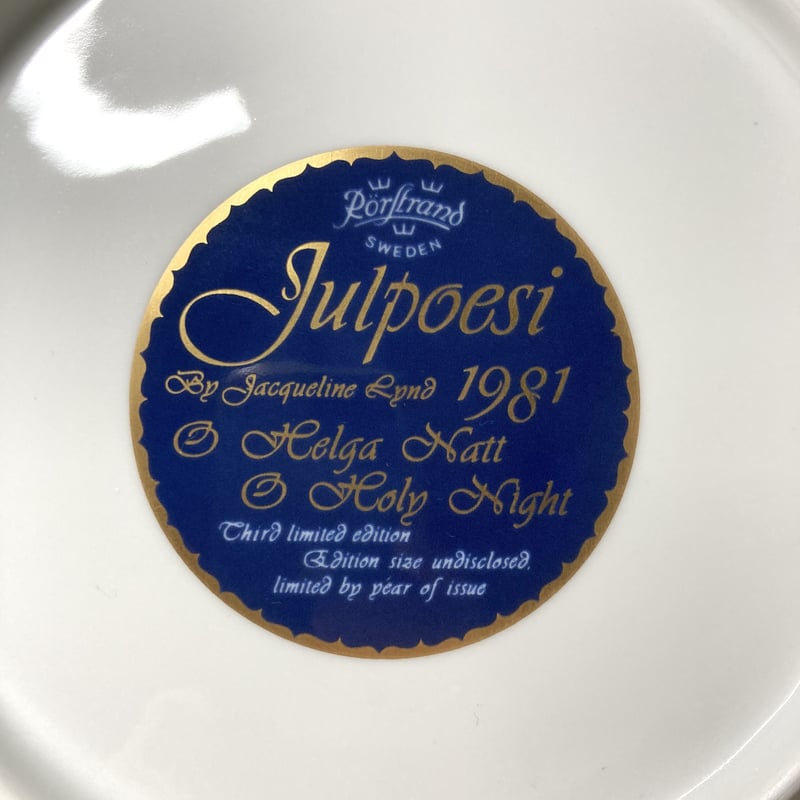 Rörstrand
SWEDEN
Julpoesi
By Jacqueline Lynd 1981
O Helga Natt
O Holy Night
Third limited edition
Edition size undisclosed,
limited by year of issue